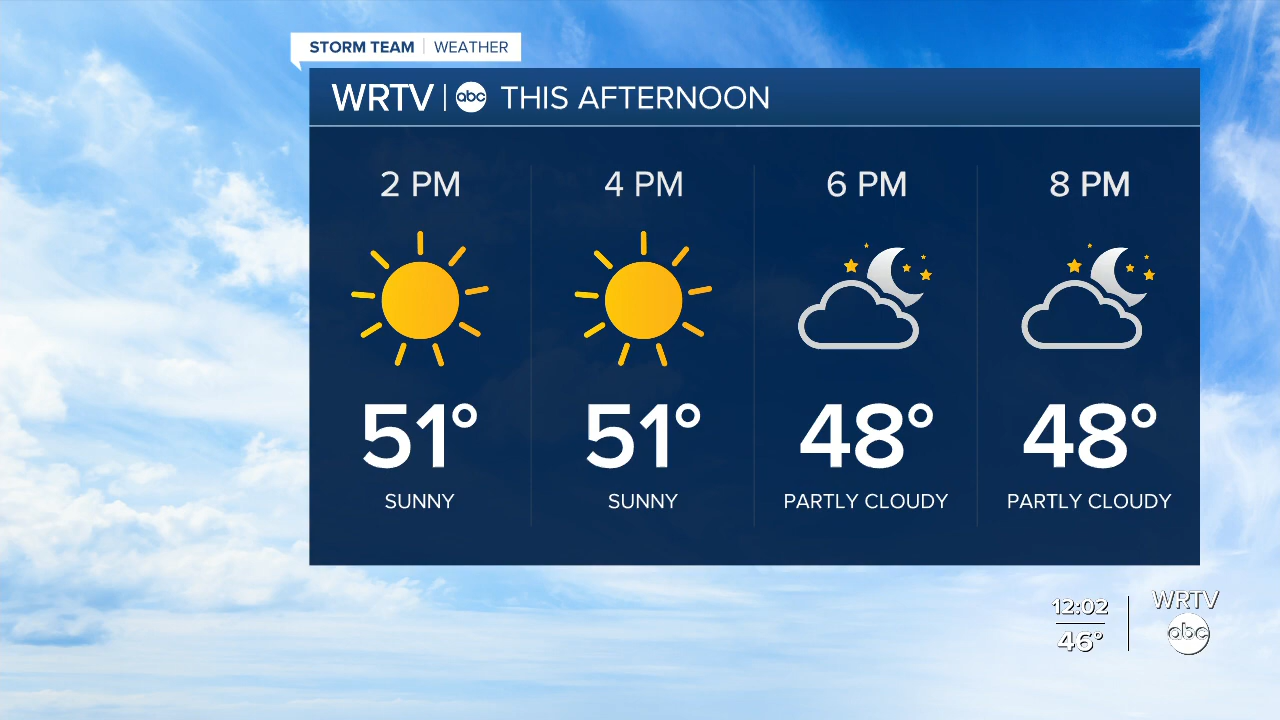 STORM TEAM | WEATHER
WRTV | abc THIS AFTERNOON
2 PM 4 PM 6 PM 8 PM
51° 51° 48° 48°
SUNNY SUNNY PARTLY CLOUDY PARTLY CLOUDY
12:02
46°
WRTV
abc